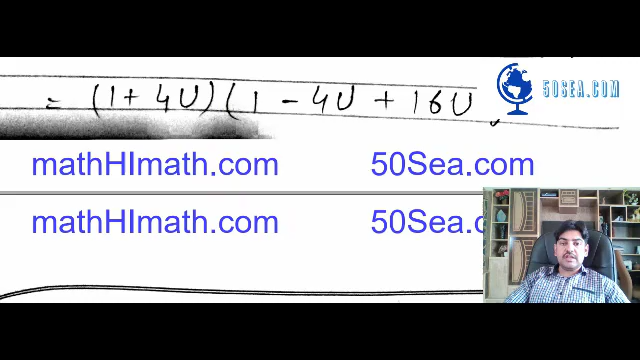 = (1 + 4U) (1 - 4U + 16U
50SEA.COM
mathHImath.com 50Sea.com
mathHImath.com 50Sea.c